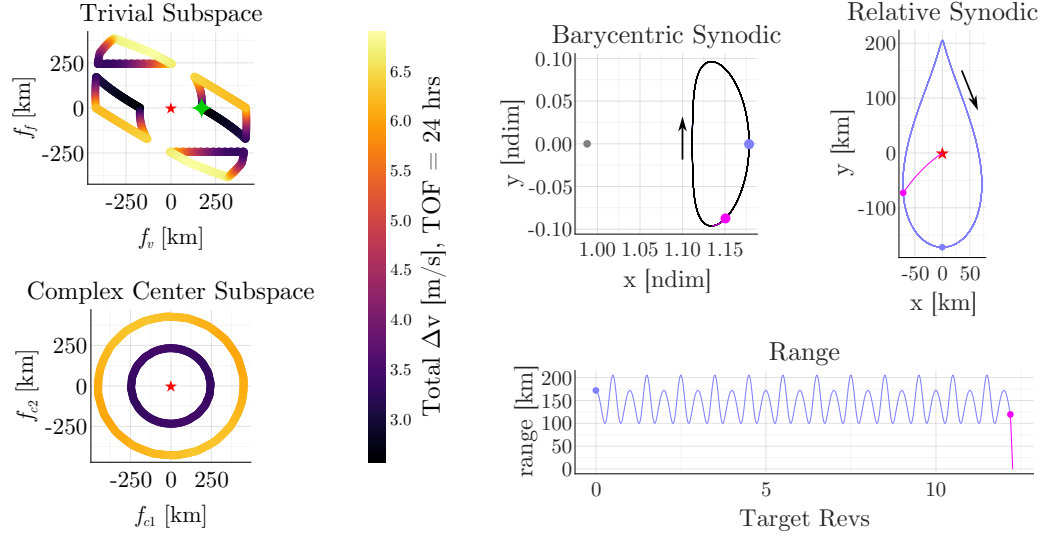 Trivial Subspace
250
0
-250
f_f [km]
-250 0 250
f_v [km]
Complex Center Subspace
250
0
-250
f_c2 [km]
-250 0 250
f_c1 [km]
6.5
5.0
4.5
4.0
3.5
3.0
Total Δv [m/s], TOF = 24 hrs
Barycentric Synodic
0.10
0.05
0.00
-0.05
-0.10
y [ndim]
1.00 1.05 1.10 1.15
x [ndim]
Relative Synodic
200
100
0
-100
y [km]
-50 0 50
x [km]
Range
200
150
100
50
0
range [km]
0 5 10
Target Revs